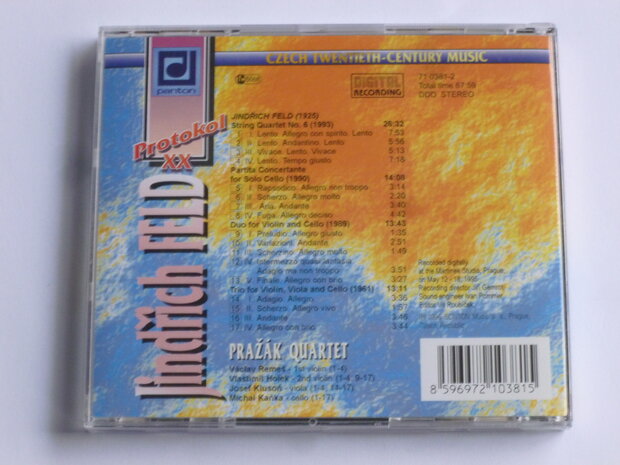 CZECH TWENTIETH-CENTURY MUSIC
panton
DIGITAL
RECORDING
71 0381-2
Total time 67:59
DDD STEREO
Protokol
XX
Jindřich FELD
JINDŘICH FELD (1925)
String Quartet No. 6 (1993) 26:32
1 I. Lento. Allegro con spirito. Lento 7:53
2 II. Lento. Andantino. Lento 5:56
3 III. Vivace. Lento. Vivace 5:13
4 IV. Lento. Tempo giusto 7:18
Partita Concertante
for Solo Cello (1990) 14:08
5 I. Rapsodico. Allegro non troppo 3:14
6 II. Scherzo. Allegro molto 2:20
7 III. Aria. Andante 3:40
8 IV. Fuga. Allegro deciso 4:42
Duo for Violin and Cello (1989) 13:43
9 I. Preludio. Allegro giusto 1:35
10 II. Variazioni. Andante 2:51
11 III. Scherzino. Allegro molto 1:49
12 IV. Intermezzo quasi fantasia.
Adagio ma non troppo 3:51
13 V. Finale. Allegro con brio 3:27
Trio for Violin, Viola and Cello (1961) 13:11
14 I. Adagio. Allegro 3:36
15 II. Scherzo. Allegro vivo 1:57
16 III. Andante 3:46
17 IV. Allegro con brio 3:44
Recorded digitally
at the Martínek Studio, Prague,
on May 12 - 18, 1995
Recording director Jiří Gemrot
Sound engineer Ivan Pommer
PRAŽÁK QUARTET
Václav Remeš - 1st violin (1-4)
Vlastimil Holek - 2nd violin (1-4, 9-17)
Josef Klusoň - viola (1-4, 14-17)
Michal Kaňka - cello (1-17)
8 596972 103815